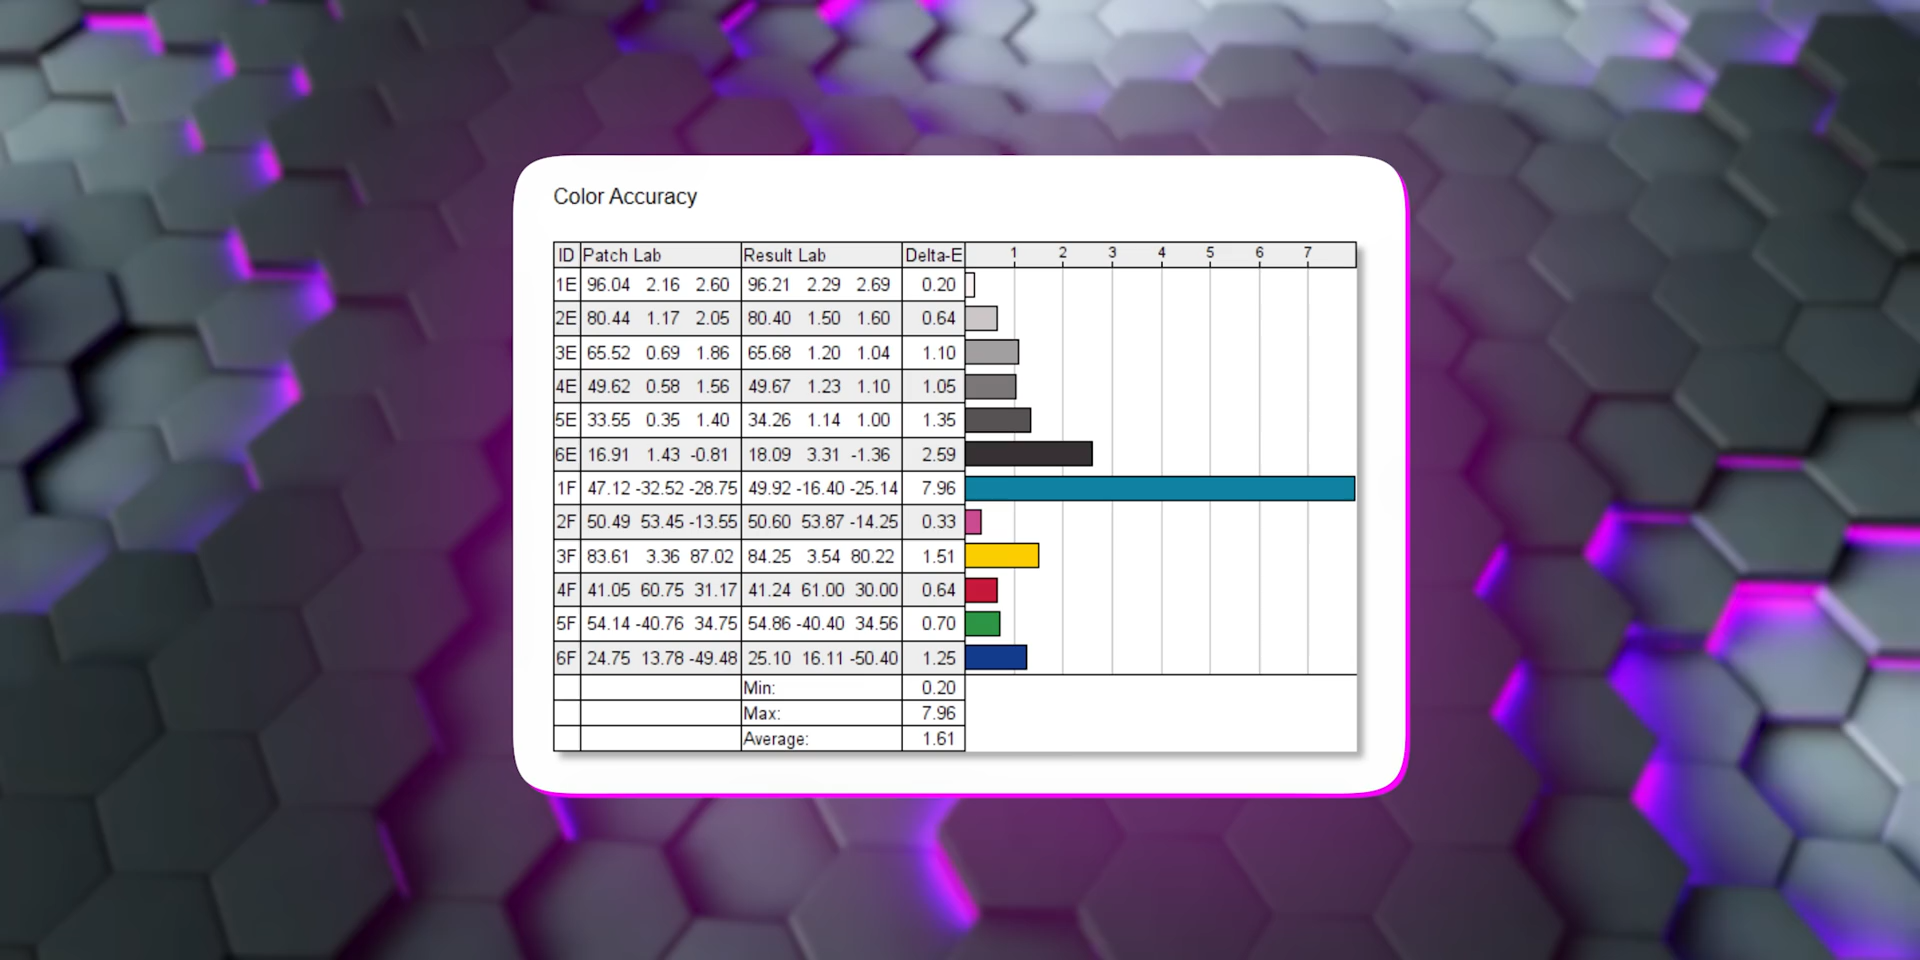 Color Accuracy
ID Patch Lab Result Lab Delta-E 1 2 3 4 5 6 7
1E 96.04 2.16 2.60 96.21 2.29 2.69 0.20
2E 80.44 1.17 2.05 80.40 1.50 1.60 0.64
3E 65.52 0.69 1.86 65.68 1.20 1.04 1.10
4E 49.62 0.58 1.56 49.67 1.23 1.10 1.05
5E 33.55 0.35 1.40 34.26 1.14 1.00 1.35
6E 16.91 1.43 -0.81 18.09 3.31 -1.36 2.59
1F 47.12 -32.52 -28.75 49.92 -16.40 -25.14 7.96
2F 50.49 53.45 -13.55 50.60 53.87 -14.25 0.33
3F 83.61 3.36 87.02 84.25 3.54 80.22 1.51
4F 41.05 60.75 31.17 41.24 61.00 30.00 0.64
5F 54.14 -40.76 34.75 54.86 -40.40 34.56 0.70
6F 24.75 13.78 -49.48 25.10 16.11 -50.40 1.25
Min: 0.20
Max: 7.96
Average: 1.61